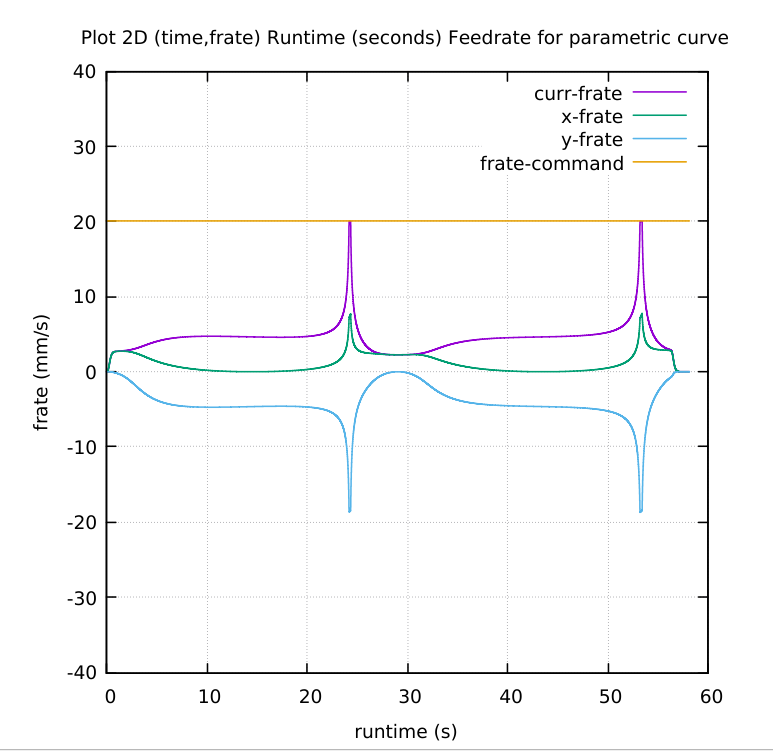 Plot 2D (time,frate) Runtime (seconds) Feedrate for parametric curve
40
30
20
10
0
-10
-20
-30
-40
frate (mm/s)
curr-frate
x-frate
y-frate
frate-command
0 10 20 30 40 50 60
runtime (s)